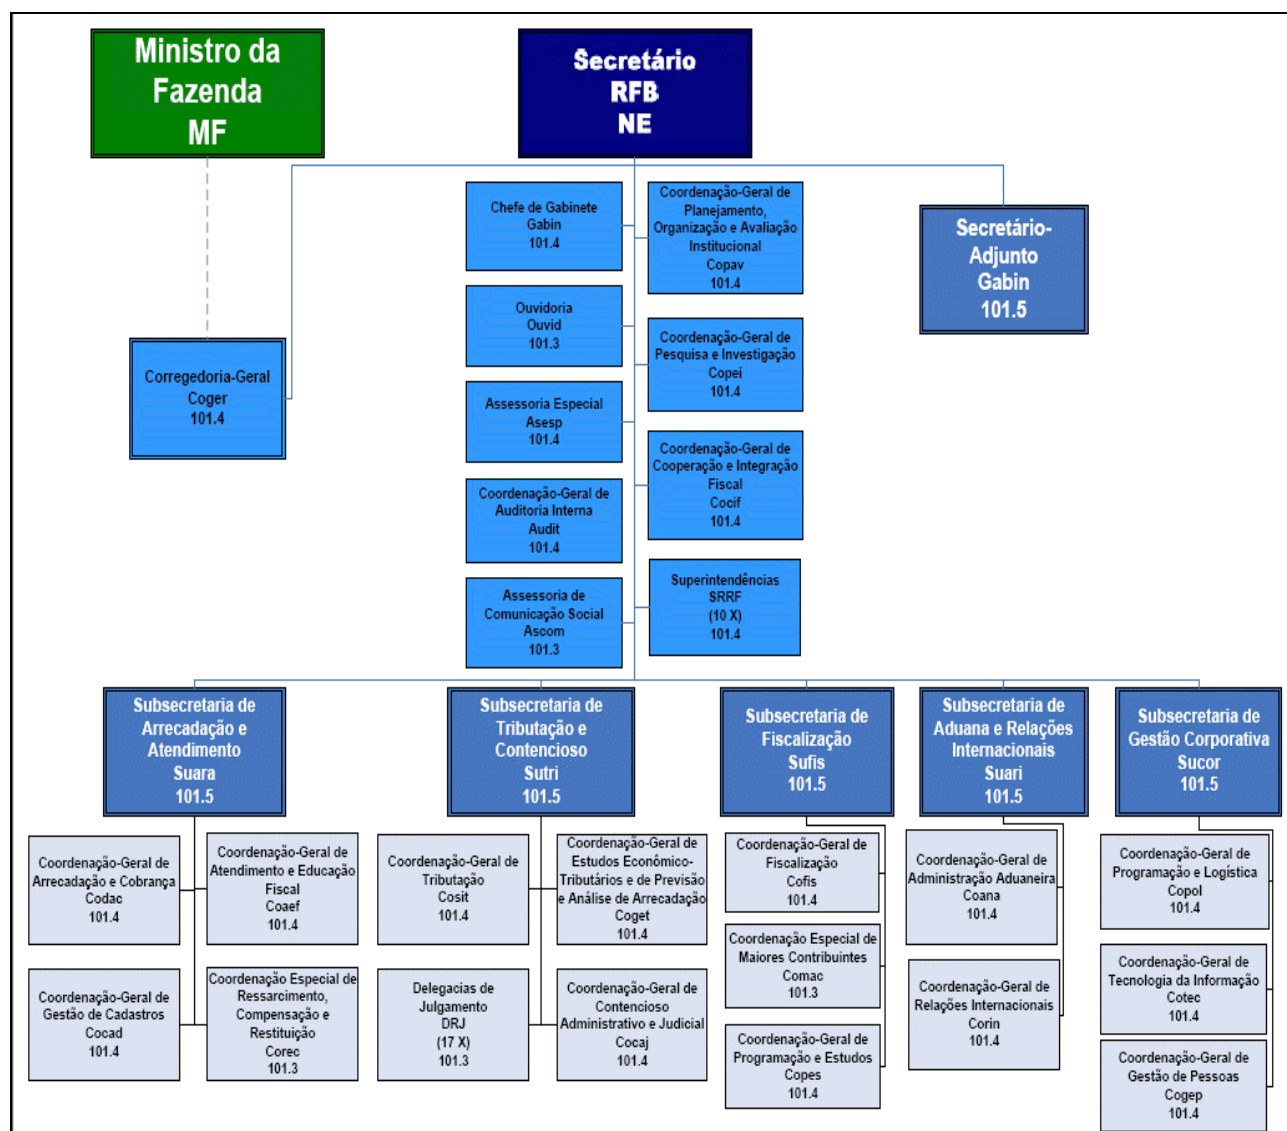 Ministro da
Fazenda
MF
Secretário
RFB
NE
Chefe de Gabinete
Gabin
101.4
Coordenação-Geral de
Planejamento,
Organização e Avaliação
Institucional
Copav
101.4
Secretário-
Adjunto
Gabin
101.5
Ouvidoria
Ouvid
101.3
Coordenação-Geral de
Pesquisa e Investigação
Copei
101.4
Corregedoria-Geral
Coger
101.4
Assessoria Especial
Asesp
101.4
Coordenação-Geral de
Cooperação e Integração
Fiscal
Cocif
101.4
Coordenação-Geral de
Auditoria Interna
Audit
101.4
Assessoria de
Comunicação Social
Ascom
101.3
Superintendências
SRRF
(10 X)
101.4
Subsecretaria de
Arrecadação e
Atendimento
Suara
101.5
Subsecretaria de
Tributação e
Contencioso
Sutri
101.5
Subsecretaria de
Fiscalização
Sufis
101.5
Subsecretaria de
Aduana e Relações
Internacionais
Suari
101.5
Subsecretaria de
Gestão Corporativa
Sucor
101.5
Coordenação-Geral de
Arrecadação e Cobrança
Codac
101.4
Coordenação-Geral de
Atendimento e Educação
Fiscal
Coaef
101.4
Coordenação-Geral de
Tributação
Cosit
101.4
Coordenação-Geral de
Estudos Econômico-
Tributários e de Previsão
e Análise de Arrecadação
Coget
101.4
Coordenação-Geral de
Fiscalização
Cofis
101.4
Coordenação-Geral de
Administração Aduaneira
Coana
101.4
Coordenação-Geral de
Programação e Logística
Copol
101.4
Coordenação-Geral de
Gestão de Cadastros
Cocad
101.4
Coordenação Especial de
Ressarcimento,
Compensação e
Restituição
Corec
101.3
Delegacias de
Julgamento
DRJ
(17 X)
101.3
Coordenação-Geral de
Contencioso
Administrativo e Judicial
Cocaj
101.4
Coordenação Especial de
Maiores Contribuintes
Comac
101.3
Coordenação-Geral de
Relações Internacionais
Corin
101.4
Coordenação-Geral de
Tecnologia da Informação
Cotec
101.4
Coordenação-Geral de
Programação e Estudos
Copes
101.4
Coordenação-Geral de
Gestão de Pessoas
Cogep
101.4